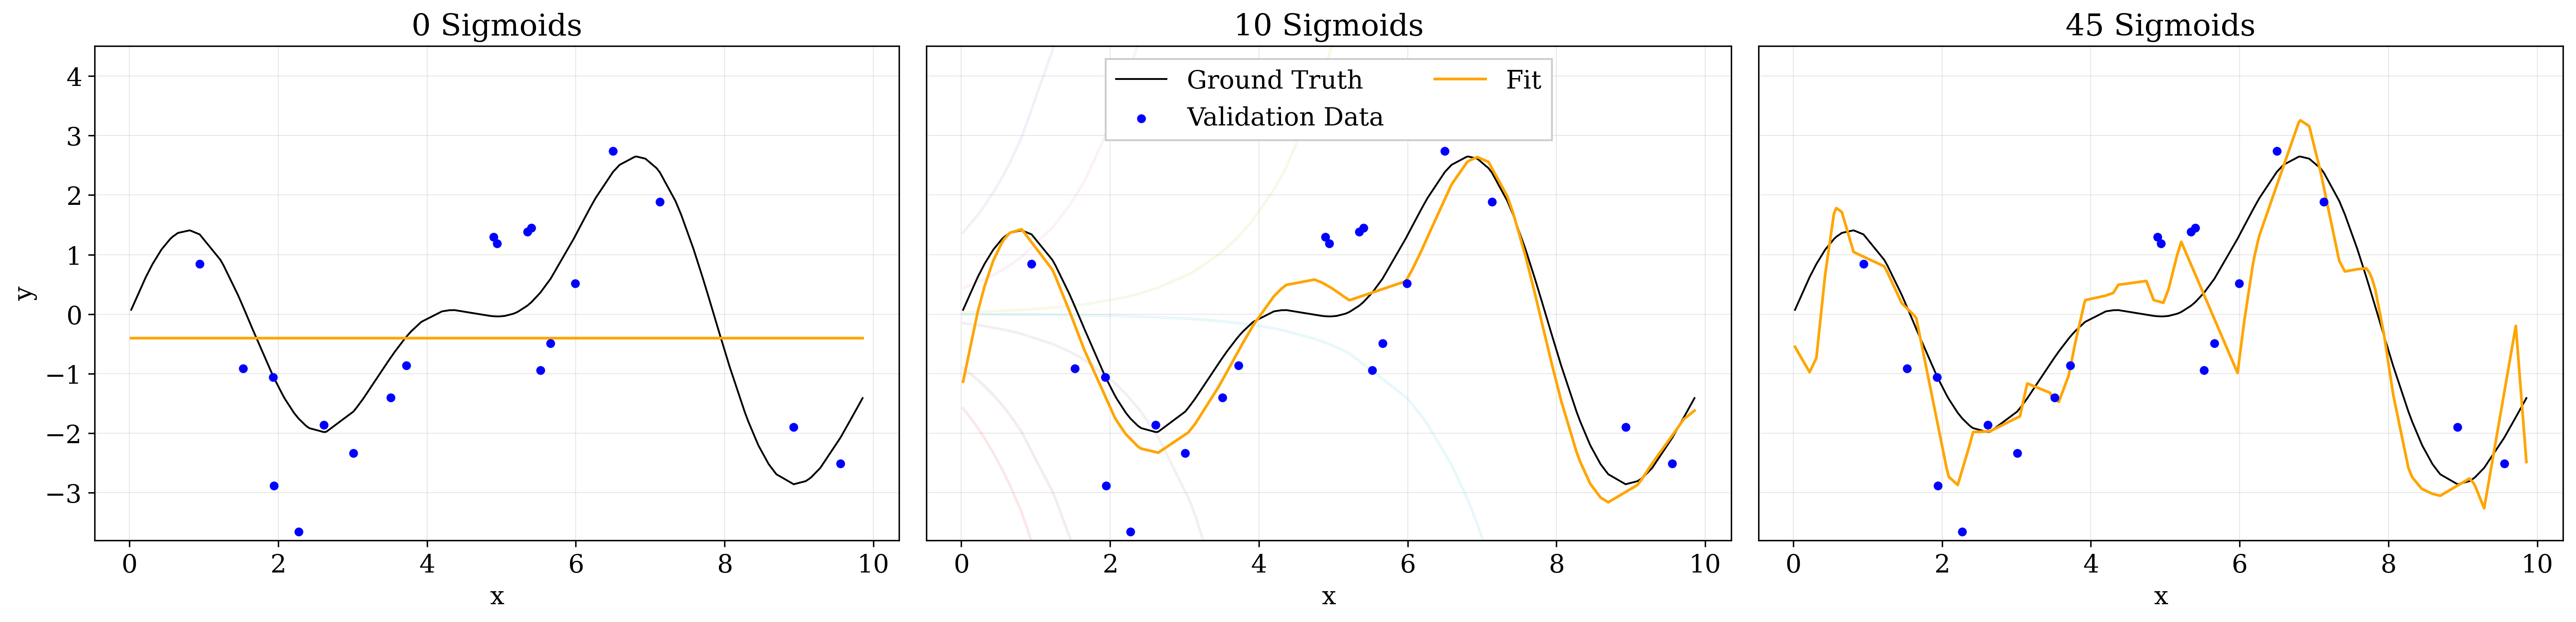 0 Sigmoids
10 Sigmoids
45 Sigmoids
Ground Truth
Fit
Validation Data
y
4
3
2
1
0
−1
−2
−3
0 2 4 6 8 10
0 2 4 6 8 10
0 2 4 6 8 10
x
x
x